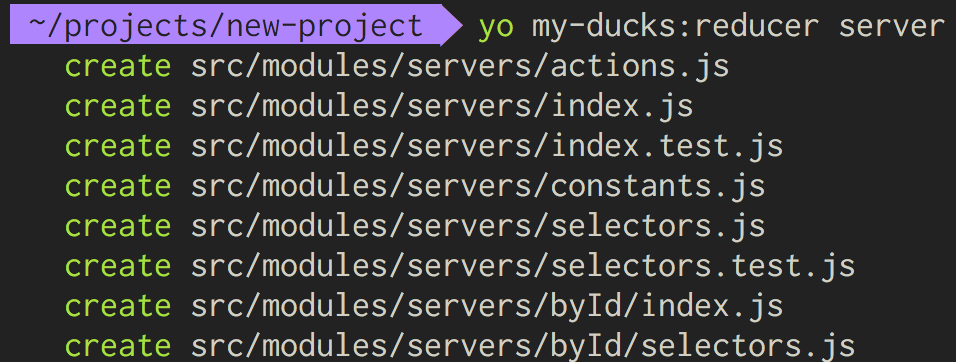 ~/projects/new-project yo my-ducks:reducer server
create src/modules/servers/actions.js
create src/modules/servers/index.js
create src/modules/servers/index.test.js
create src/modules/servers/constants.js
create src/modules/servers/selectors.js
create src/modules/servers/selectors.test.js
create src/modules/servers/byId/index.js
create src/modules/servers/byId/selectors.js